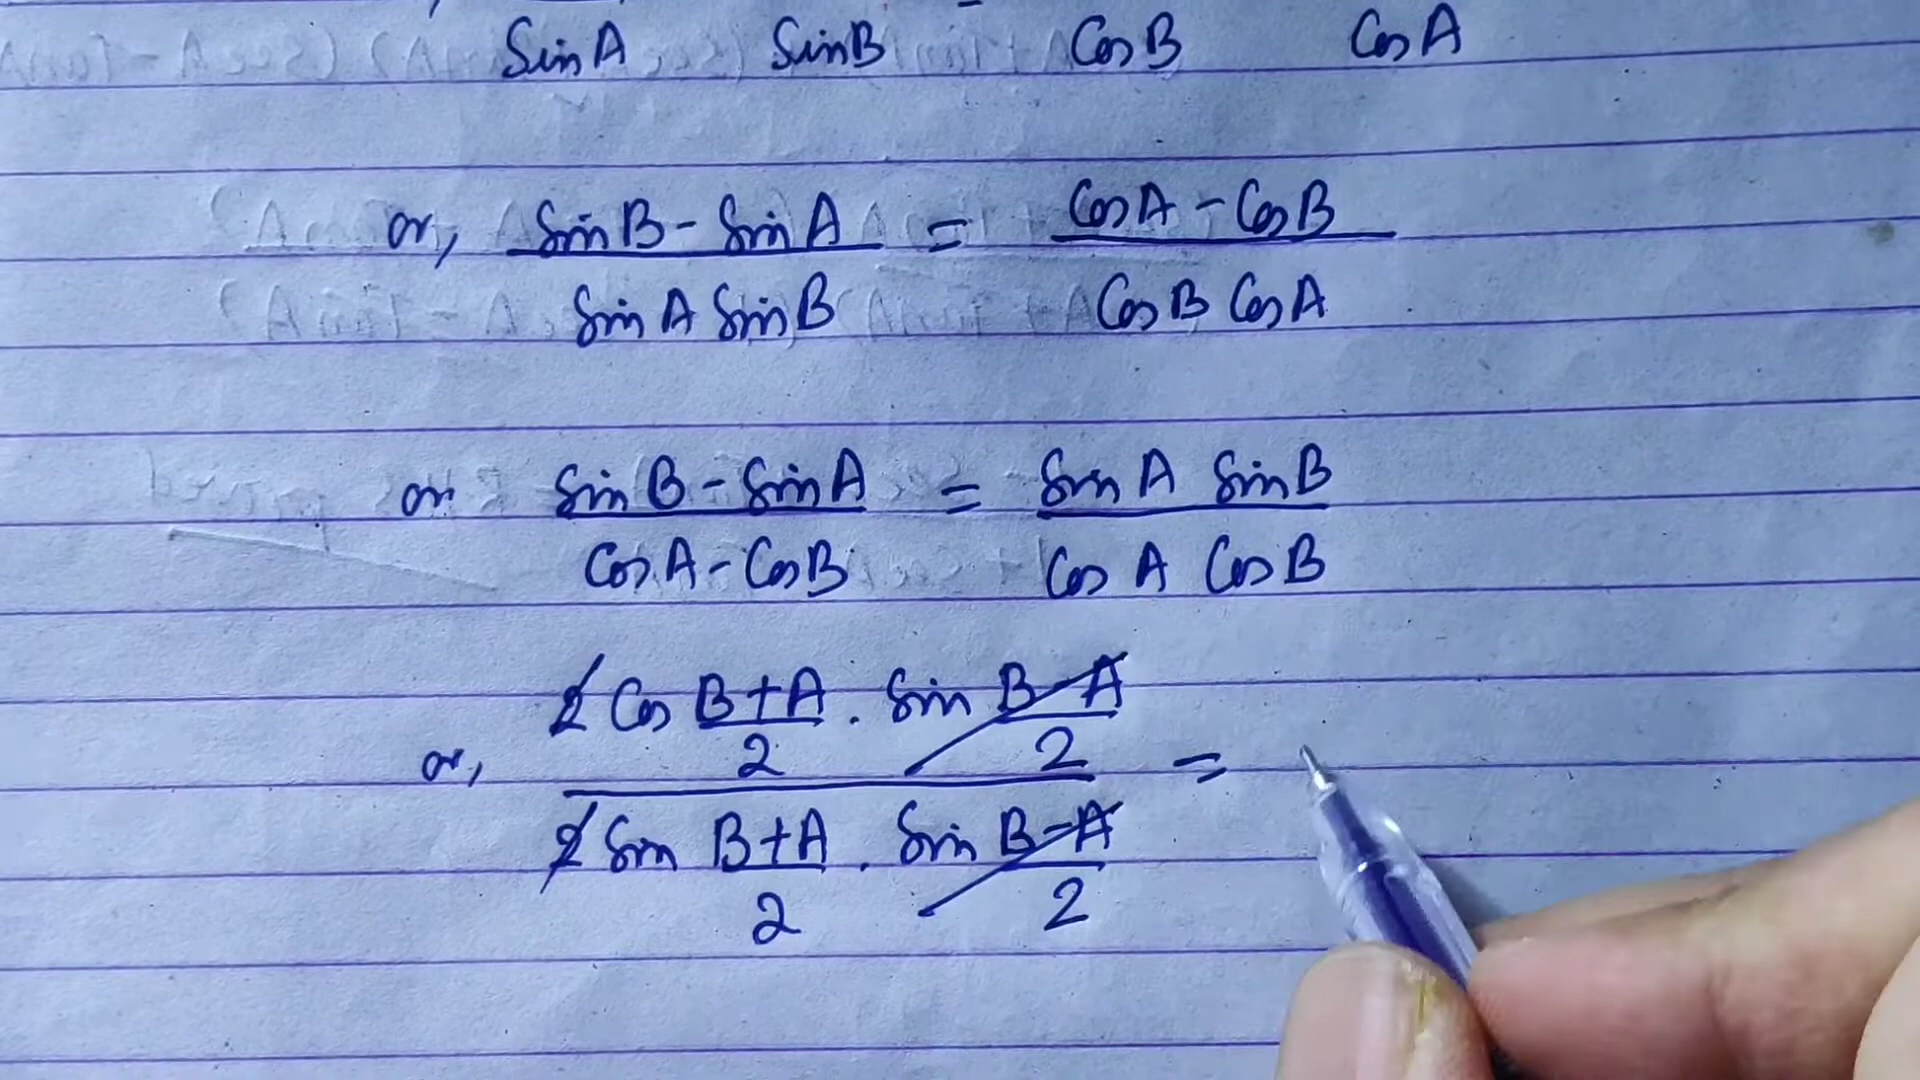 Sin A Sin B Cos B Cos A
or, Sin B - Sin A = Cos A - Cos B
Sin A Sin B Cos B Cos A
or Sin B - Sin A = Sin A Sin B
Cos A - Cos B Cos A Cos B
2 Cos B+A . Sin B-A
2 2
or, =
2 Sin B+A . Sin B-A
2 2